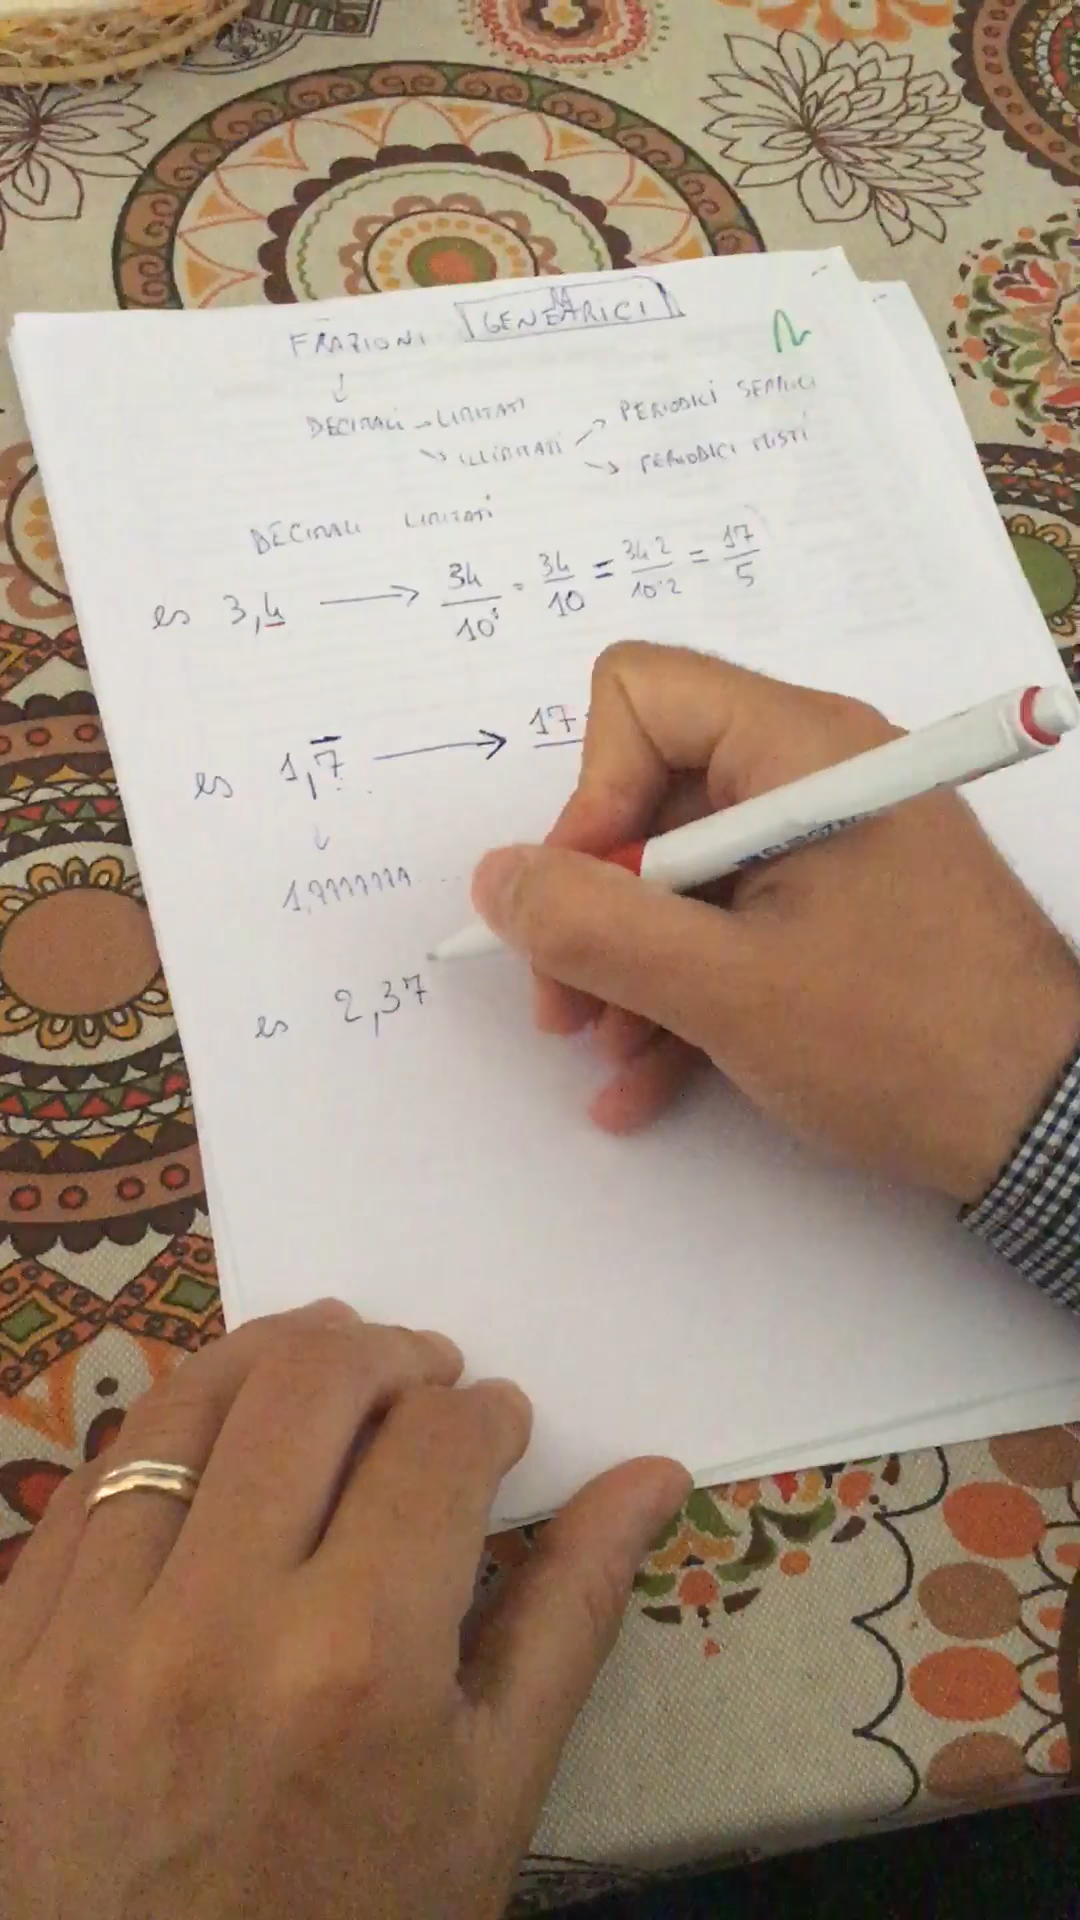 FRAZIONI GENERATRICI
↓
DECIMALI → LIMITATI
↘ ILLIMITATI ↗ PERIODICI SEMPLICI
↘ PERIODICI MISTI
DECIMALI LIMITATI
es 3,4 → 34/10¹ = 34/10 = 34:2/10:2 = 17/5
es 1,7̅ → 17
↓
1,7777777....
es 2,37